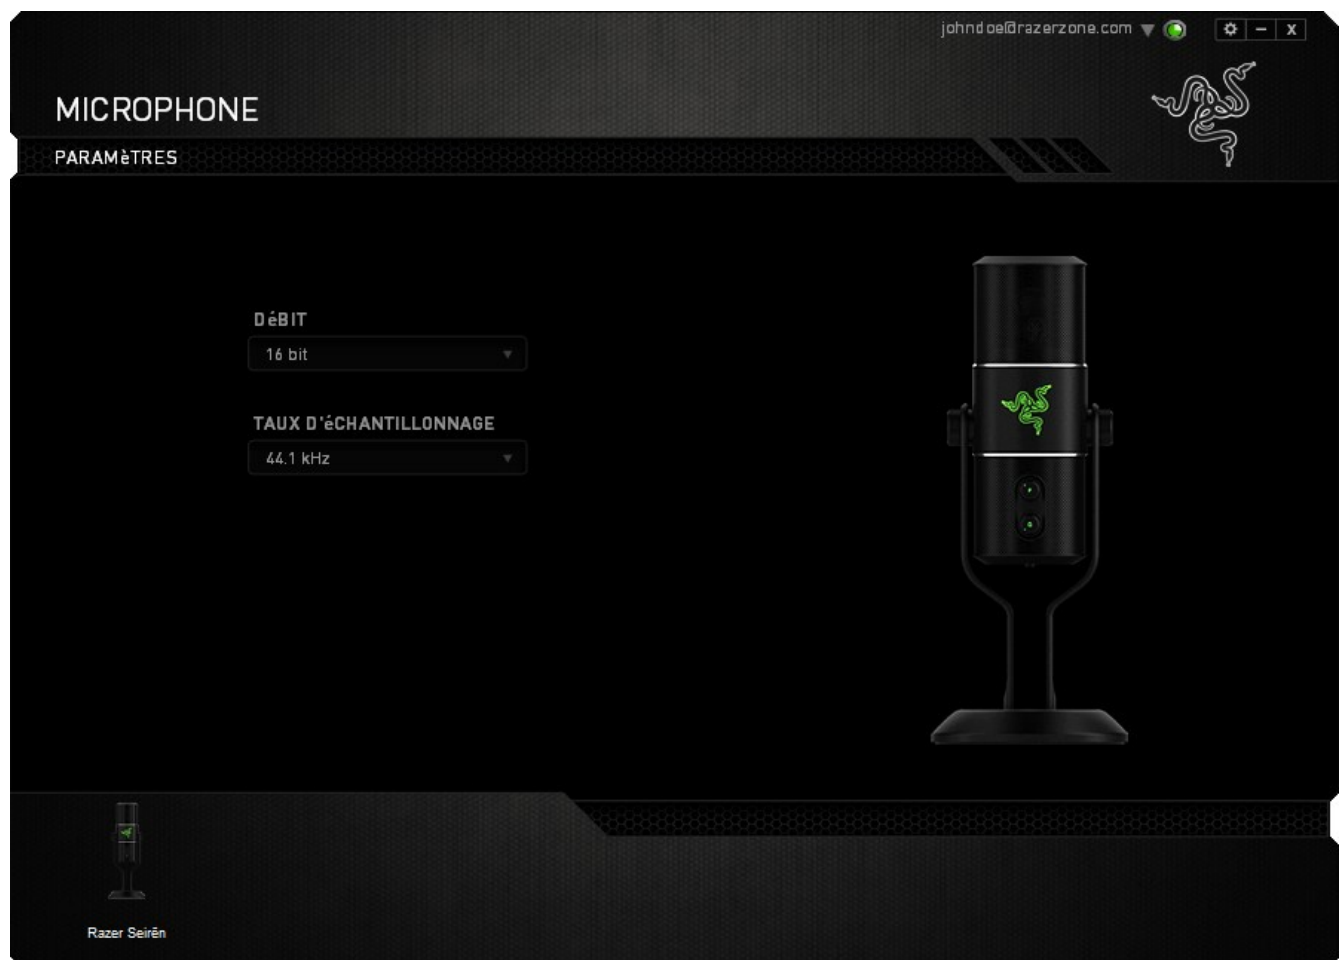 johndoe@razerzone.com
MICROPHONE
PARAMèTRES
DéBIT
16 bit
TAUX D'éCHANTILLONNAGE
44.1 kHz
Razer Seirēn